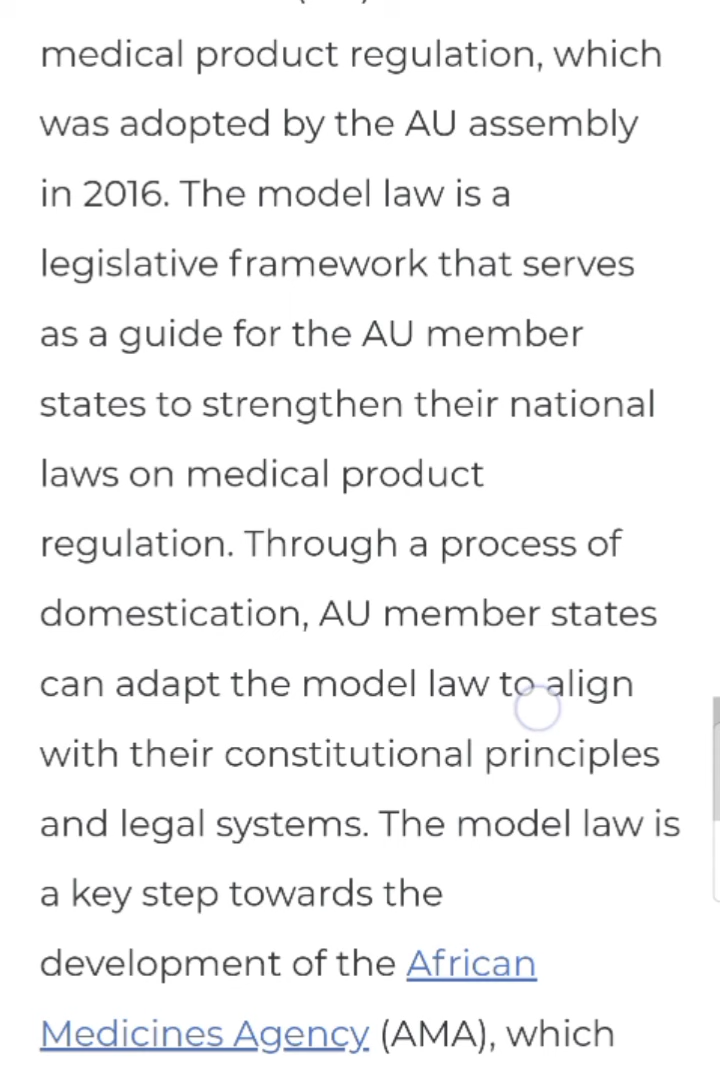 medical product regulation, which
was adopted by the AU assembly
in 2016. The model law is a
legislative framework that serves
as a guide for the AU member
states to strengthen their national
laws on medical product
regulation. Through a process of
domestication, AU member states
can adapt the model law to align
with their constitutional principles
and legal systems. The model law is
a key step towards the
development of the African
Medicines Agency (AMA), which